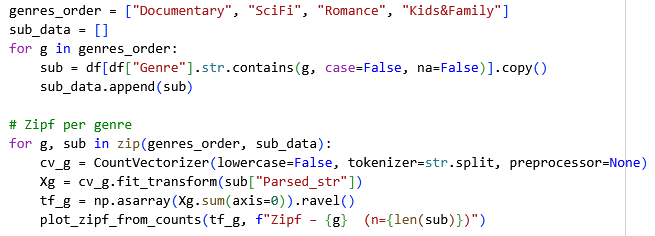 genres_order = ["Documentary", "SciFi", "Romance", "Kids&Family"]
sub_data = []
for g in genres_order:
    sub = df[df["Genre"].str.contains(g, case=False, na=False)].copy()
    sub_data.append(sub)

# Zipf per genre
for g, sub in zip(genres_order, sub_data):
    cv_g = CountVectorizer(lowercase=False, tokenizer=str.split, preprocessor=None)
    Xg = cv_g.fit_transform(sub["Parsed_str"])
    tf_g = np.asarray(Xg.sum(axis=0)).ravel()
    plot_zipf_from_counts(tf_g, f"Zipf – {g}  (n={len(sub)})")